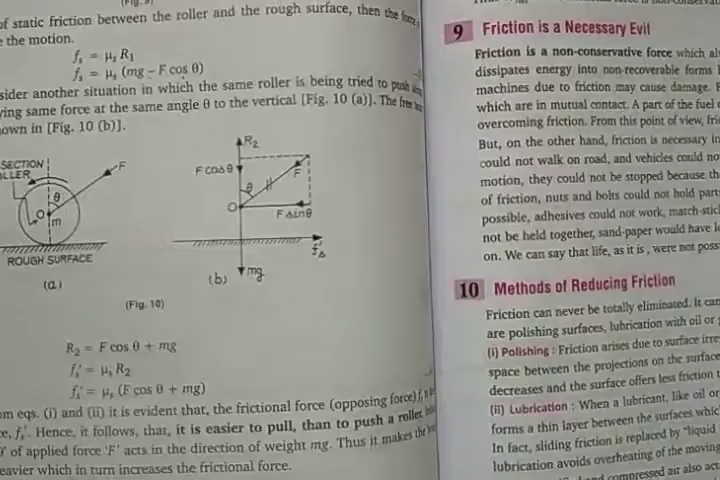 of static friction between the roller and the rough surface, then the
e the motion.
fs = μs R1
fs = μs (mg – F cos θ)
sider another situation in which the same roller is being tried to push
ying same force at the same angle θ to the vertical [Fig. 10 (a)]. The free
own in [Fig. 10 (b)].
SECTION
OLLER
F
θ
O
m
ROUGH SURFACE
(a)
R2
F cos θ
θ
F
O
F sin θ
f's
mg
(b)
(Fig. 10)
R2 = F cos θ + mg
f's = μs R2
f's = μs (F cos θ + mg)
om eqs. (i) and (ii) it is evident that, the frictional force (opposing force)
ce, f's. Hence, it follows, that, it is easier to pull, than to push a roller,
θ' of applied force 'F' acts in the direction of weight mg. Thus it makes the
eavier which in turn increases the frictional force.
9 Friction is a Necessary Evil
Friction is a non-conservative force which al
dissipates energy into non-recoverable forms
machines due to friction may cause damage.
which are in mutual contact. A part of the fuel
overcoming friction. From this point of view, fri
But, on the other hand, friction is necessary in
could not walk on road, and vehicles could no
motion, they could not be stopped because th
of friction, nuts and bolts could not hold part
possible, adhesives could not work, match-stic
not be held together, sand-paper would have l
on. We can say that life, as it is, were not poss
10 Methods of Reducing Friction
Friction can never be totally eliminated. It can
are polishing surfaces, lubrication with oil or
(i) Polishing : Friction arises due to surface irre
space between the projections on the surface
decreases and the surface offers less friction t
(ii) Lubrication : When a lubricant, like oil or
forms a thin layer between the surfaces whic
In fact, sliding friction is replaced by "liquid
lubrication avoids overheating of the moving
compressed air also act